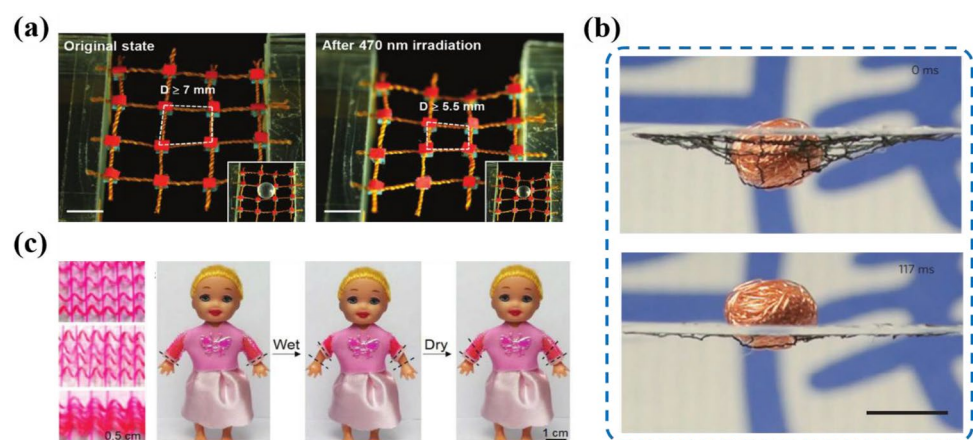 (a)
Original state
D ≥ 7 mm
After 470 nm irradiation
D ≥ 5.5 mm
(b)
0 ms
117 ms
(c)
0.5 cm
Wet
Dry
1 cm